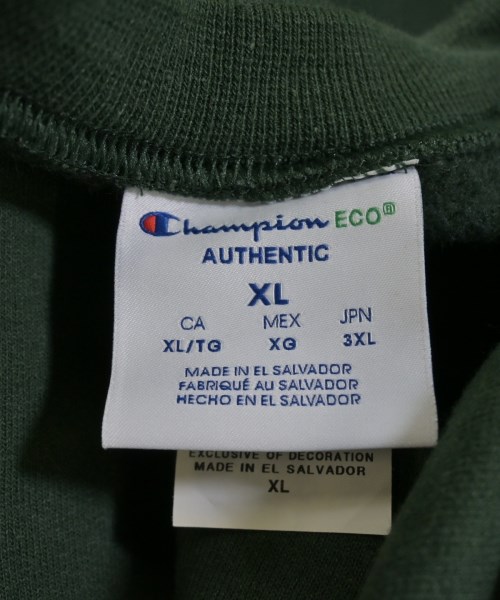 Champion ECO®
AUTHENTIC
XL
CA MEX JPN
XL/TG XG 3XL
MADE IN EL SALVADOR
FABRIQUÉ AU SALVADOR
HECHO EN EL SALVADOR
EXCLUSIVE OF DECORATION
MADE IN EL SALVADOR
XL